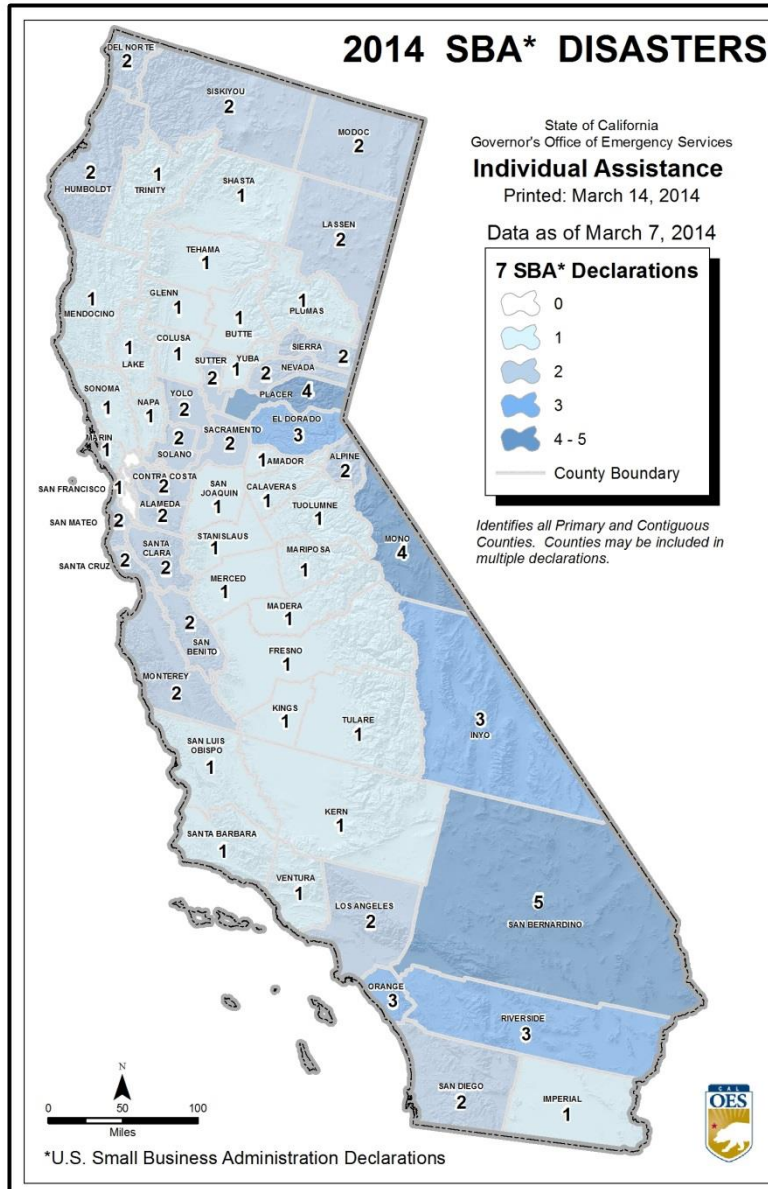 2014 SBA* DISASTERS
State of California
Governor's Office of Emergency Services
Individual Assistance
Printed: March 14, 2014
Data as of March 7, 2014
7 SBA* Declarations
0
1
2
3
4 - 5
County Boundary
Identifies all Primary and Contiguous
Counties. Counties may be included in
multiple declarations.
DEL NORTE
2
SISKIYOU
2
MODOC
2
2
HUMBOLDT
1
TRINITY
SHASTA
1
LASSEN
2
TEHAMA
1
1
MENDOCINO
GLENN
1
1
BUTTE
1
PLUMAS
COLUSA
1
1
LAKE
SUTTER
2
YUBA
1
SIERRA
2
NEVADA
2
PLACER
4
SONOMA
1
NAPA
1
YOLO
2
SACRAMENTO
2
EL DORADO
3
MARIN
1
2
SOLANO
1
AMADOR
ALPINE
2
SAN FRANCISCO
1
CONTRA COSTA
2
ALAMEDA
2
SAN
JOAQUIN
1
CALAVERAS
1
TUOLUMNE
1
MONO
4
SAN MATEO
2
SANTA CRUZ
2
SANTA
CLARA
2
STANISLAUS
1
MARIPOSA
1
MERCED
1
MADERA
1
2
SAN
BENITO
FRESNO
1
MONTEREY
2
KINGS
1
TULARE
1
3
INYO
SAN LUIS
OBISPO
1
KERN
1
SANTA BARBARA
1
VENTURA
1
LOS ANGELES
2
5
SAN BERNARDINO
ORANGE
3
RIVERSIDE
3
SAN DIEGO
2
IMPERIAL
1
N
0
50
100
Miles
*U.S. Small Business Administration Declarations
CAL
OES